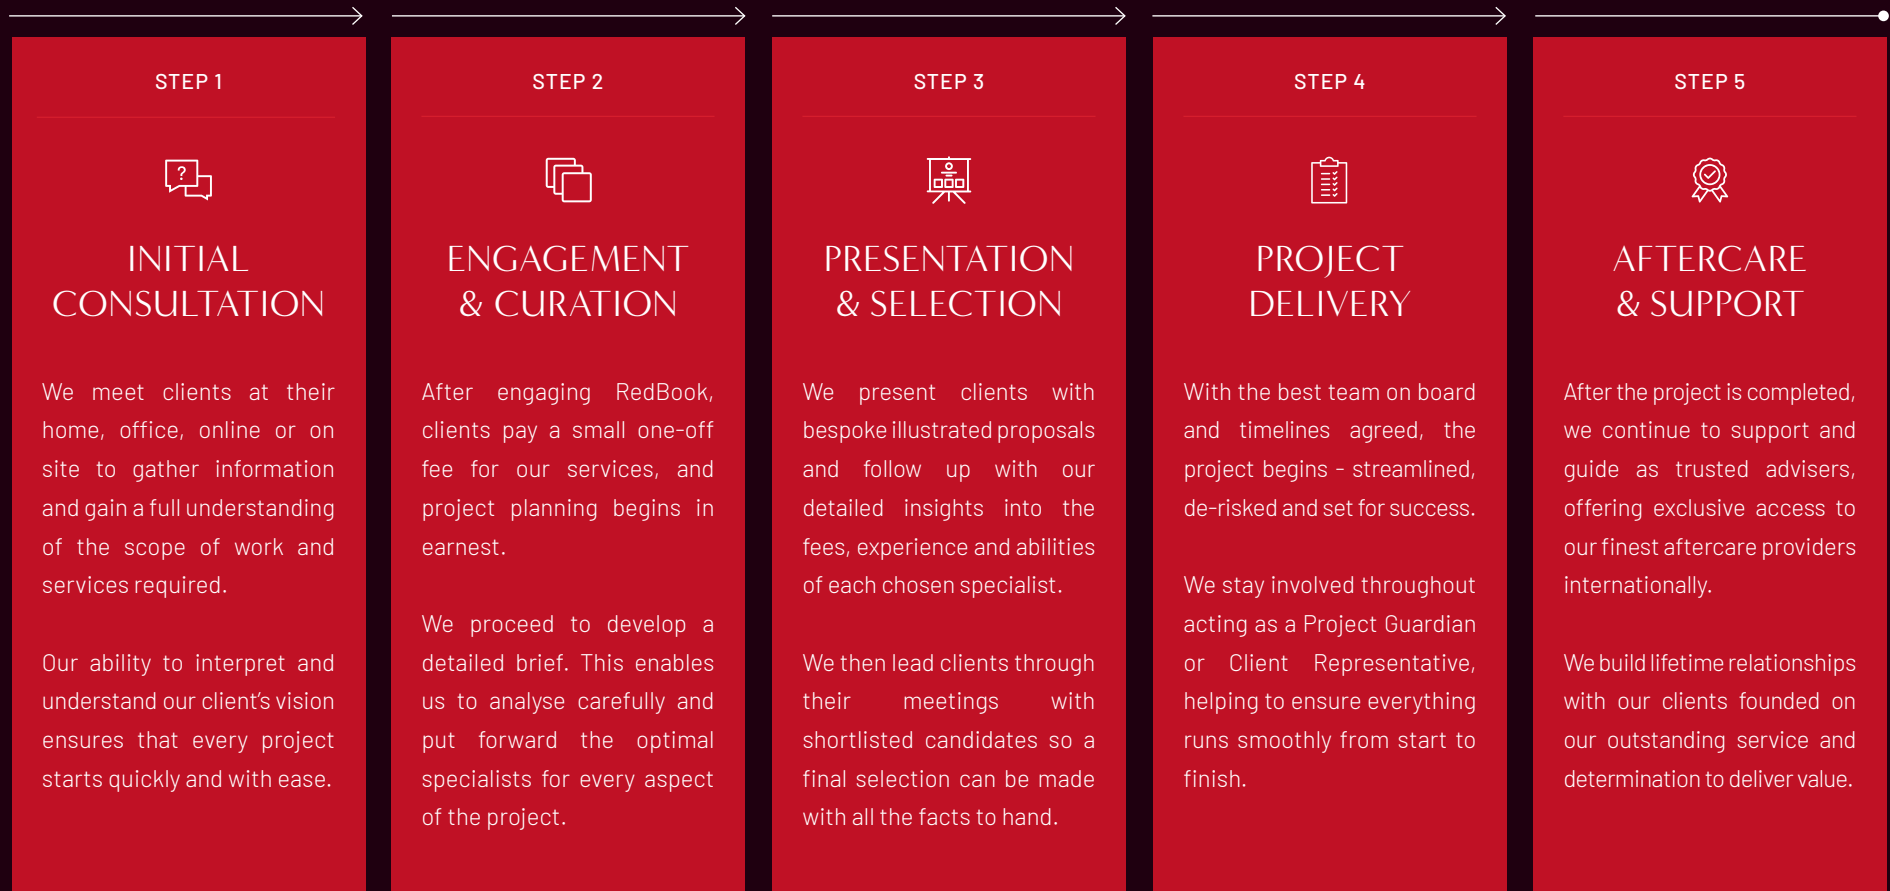 STEP 1
?
INITIAL
CONSULTATION
We meet clients at their
home, office, online or on
site to gather information
and gain a full understanding
of the scope of work and
services required.
Our ability to interpret and
understand our client's vision
ensures that every project
starts quickly and with ease.
STEP 2
ENGAGEMENT
& CURATION
After engaging RedBook,
clients pay a small one-off
fee for our services, and
project planning begins in
earnest.
We proceed to develop a
detailed brief. This enables
us to analyse carefully and
put forward the optimal
specialists for every aspect
of the project.
STEP 3
PRESENTATION
& SELECTION
We present clients with
bespoke illustrated proposals
and follow up with our
detailed insights into the
fees, experience and abilities
of each chosen specialist.
We then lead clients through
their meetings with
shortlisted candidates so a
final selection can be made
with all the facts to hand.
STEP 4
PROJECT
DELIVERY
With the best team on board
and timelines agreed, the
project begins - streamlined,
de-risked and set for success.
We stay involved throughout
acting as a Project Guardian
or Client Representative,
helping to ensure everything
runs smoothly from start to
finish.
STEP 5
AFTERCARE
& SUPPORT
After the project is completed,
we continue to support and
guide as trusted advisers,
offering exclusive access to
our finest aftercare providers
internationally.
We build lifetime relationships
with our clients founded on
our outstanding service and
determination to deliver value.